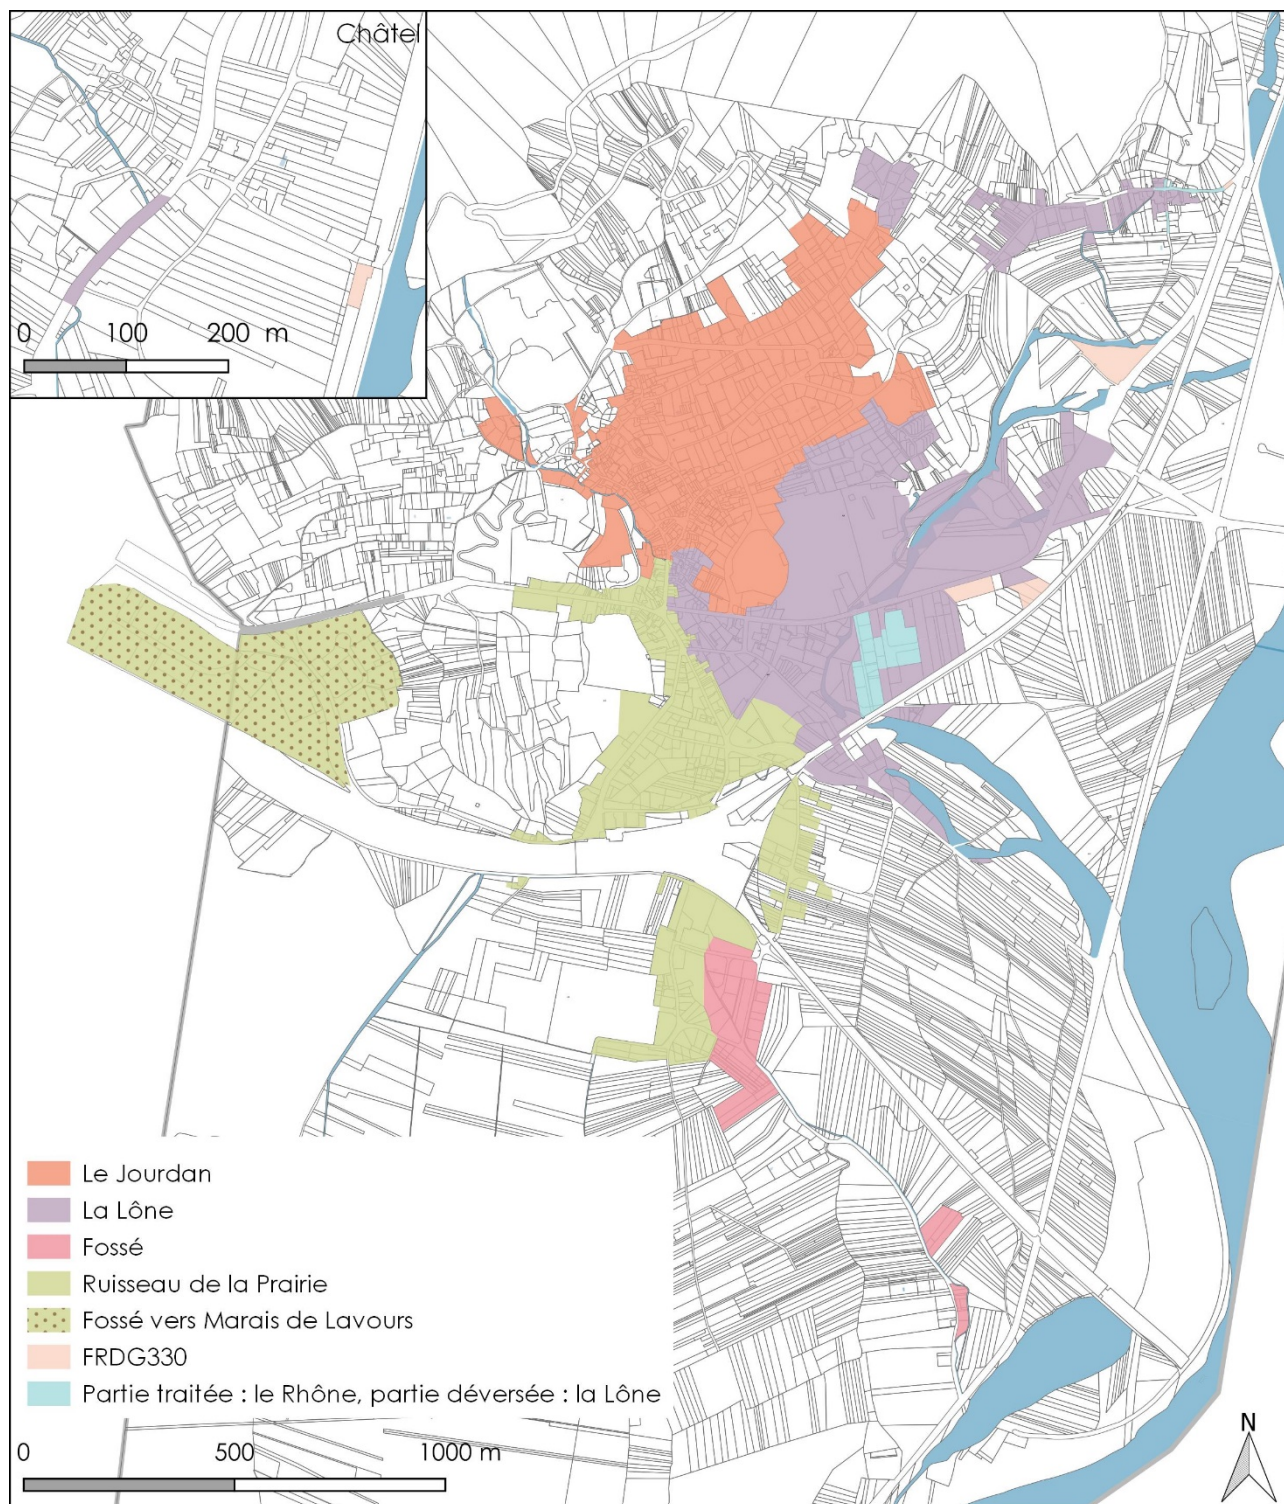 Châtel
0 100 200 m
Le Jourdan
La Lône
Fossé
Ruisseau de la Prairie
Fossé vers Marais de Lavours
FRDG330
Partie traitée : le Rhône, partie déversée : la Lône
0 500 1000 m
N